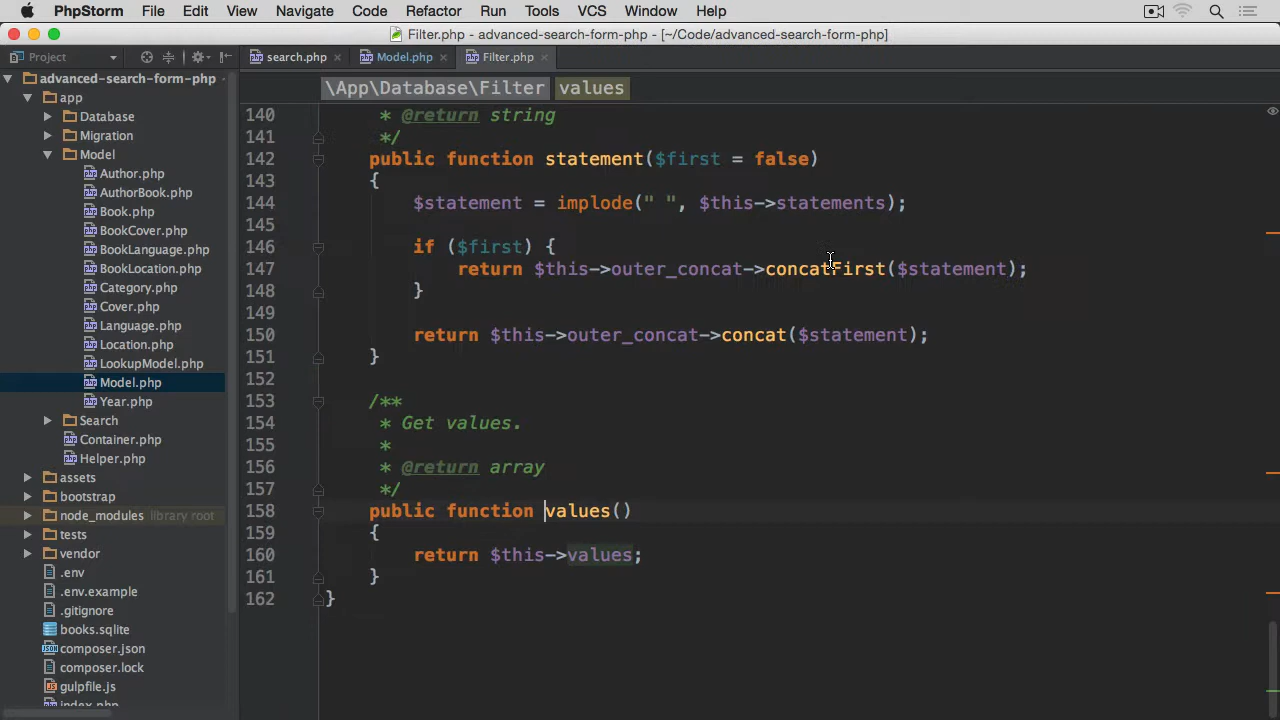 PhpStorm File Edit View Navigate Code Refactor Run Tools VCS Window Help
Filter.php - advanced-search-form-php - [~/Code/advanced-search-form-php]
Project
search.php Model.php Filter.php
advanced-search-form-php
app
Database
Migration
Model
Author.php
AuthorBook.php
Book.php
BookCover.php
BookLanguage.php
BookLocation.php
Category.php
Cover.php
Language.php
Location.php
LookupModel.php
Model.php
Year.php
Search
Container.php
Helper.php
assets
bootstrap
node_modules library root
tests
vendor
.env
.env.example
.gitignore
books.sqlite
composer.json
composer.lock
gulpfile.js
index.php
\App\Database\Filter values
140 * @return string
141 */
142 public function statement($first = false)
143 {
144 $statement = implode(" ", $this->statements);
145
146 if ($first) {
147 return $this->outer_concat->concatFirst($statement);
148 }
149
150 return $this->outer_concat->concat($statement);
151 }
152
153 /**
154 * Get values.
155 *
156 * @return array
157 */
158 public function values()
159 {
160 return $this->values;
161 }
162 }